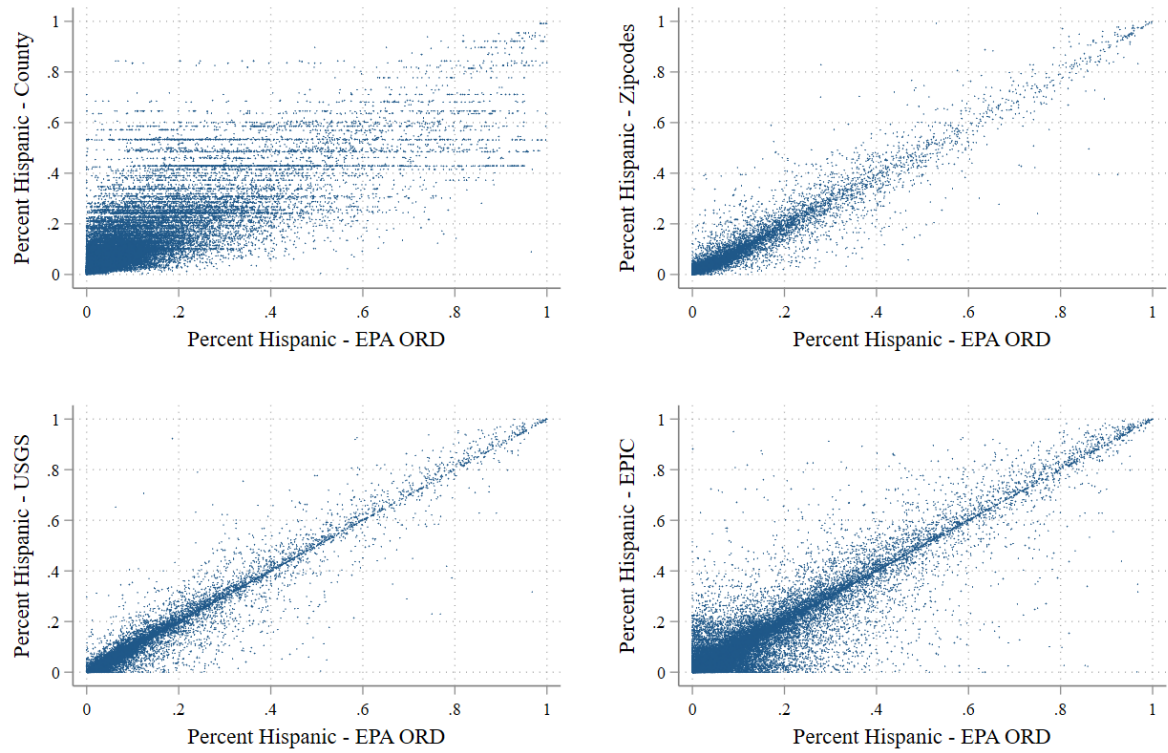 Percent Hispanic - County
1
.8
.6
.4
.2
0
0 .2 .4 .6 .8 1
Percent Hispanic - EPA ORD
Percent Hispanic - Zipcodes
1
.8
.6
.4
.2
0
0 .2 .4 .6 .8 1
Percent Hispanic - EPA ORD
Percent Hispanic - USGS
1
.8
.6
.4
.2
0
0 .2 .4 .6 .8 1
Percent Hispanic - EPA ORD
Percent Hispanic - EPIC
1
.8
.6
.4
.2
0
0 .2 .4 .6 .8 1
Percent Hispanic - EPA ORD